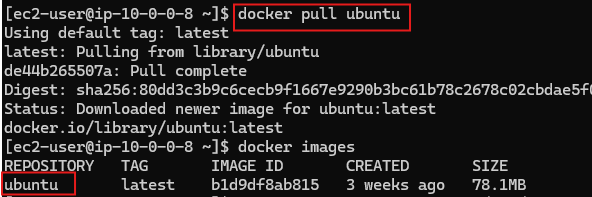 [ec2-user@ip-10-0-0-8 ~]$ docker pull ubuntu
Using default tag: latest
latest: Pulling from library/ubuntu
de44b265507a: Pull complete
Digest: sha256:80dd3c3b9c6cecb9f1667e9290b3bc61b78c2678c02cbdae5f0
Status: Downloaded newer image for ubuntu:latest
docker.io/library/ubuntu:latest
[ec2-user@ip-10-0-0-8 ~]$ docker images
REPOSITORY TAG IMAGE ID CREATED SIZE
ubuntu latest b1d9df8ab815 3 weeks ago 78.1MB